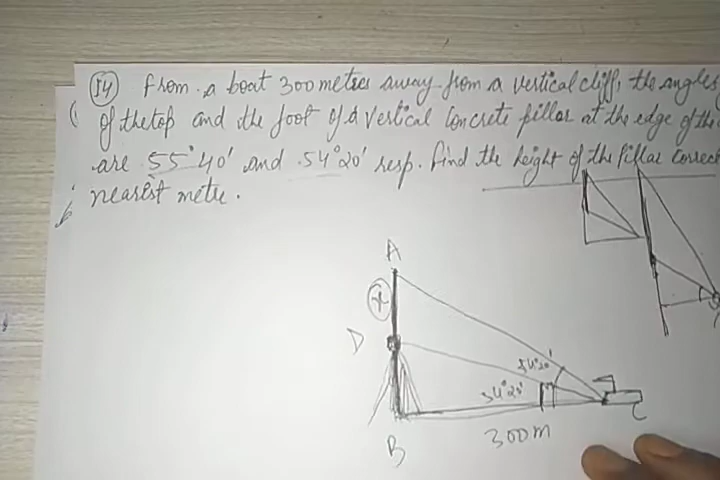 54 from a boat 300 metres away from a vertical cliff, the angles
of the top and the foot of a vertical concrete pillar at the edge of the
are 55°40' and 54°20' resp. find the height of the pillar correct
nearest metre.
A
x
D
54°20'
54°20'
C
300m
B